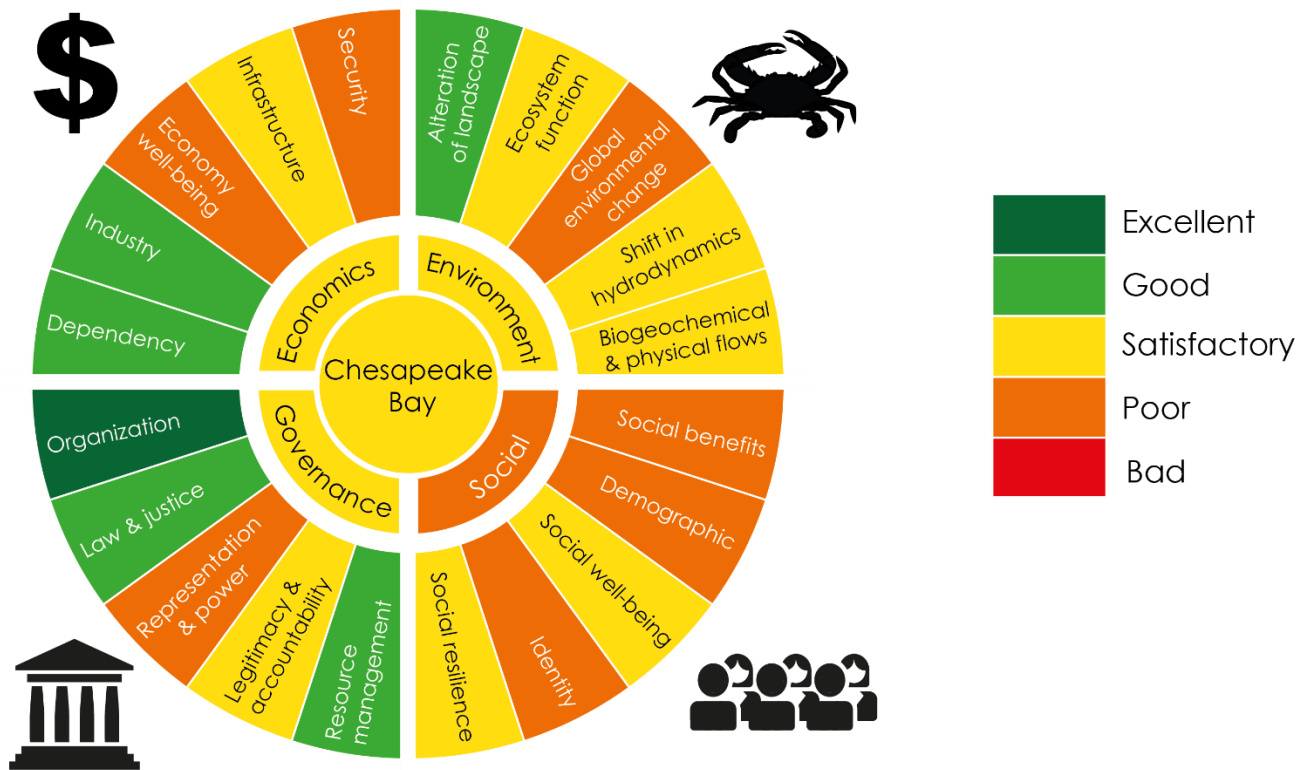 $
Security
Infrastructure
Economy
well-being
Industry
Dependency
Alteration
of landscape
Ecosystem
function
Global
environmental
change
Shift in
hydrodynamics
Biogeochemical
& physical flows
Economics
Environment
Chesapeake
Bay
Governance
Social
Organization
Law & justice
Representation
& power
Legitimacy &
accountability
Resource
management
Social benefits
Demographic
Social well-being
Identity
Social resilience
Excellent
Good
Satisfactory
Poor
Bad